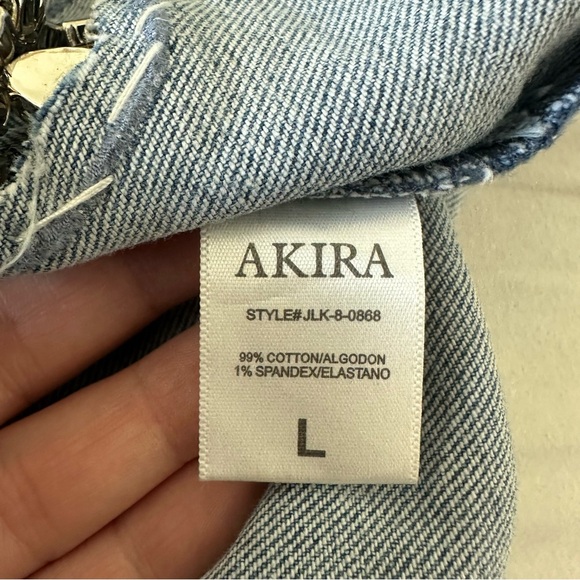 AKIRA
STYLE#JLK-8-0868
99% COTTON/ALGODON
1% SPANDEX/ELASTANO
L